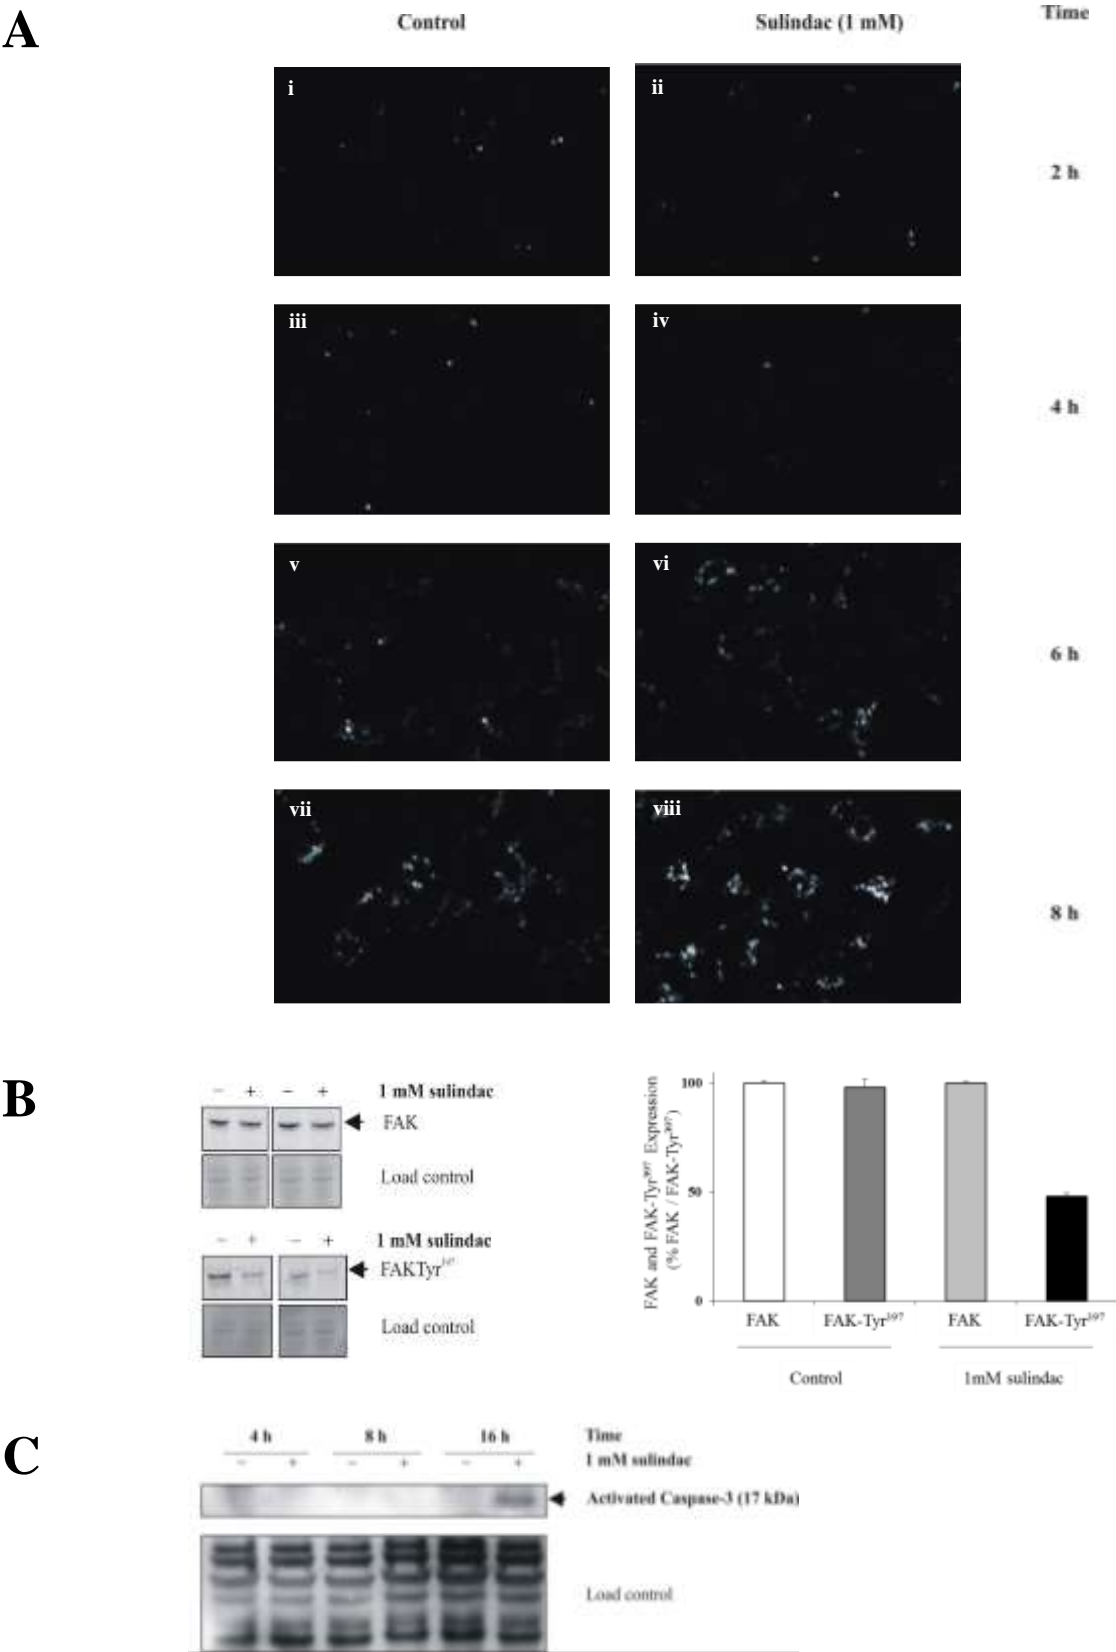 A
Control Sulindac (1 mM) Time
i ii
2 h
iii iv
4 h
v vi
6 h
vii viii
8 h
B
− + − + 1 mM sulindac
FAK
Load control
− + − + 1 mM sulindac
FAKTyr³⁹⁷
Load control
FAK and FAK-Tyr³⁹⁷ Expression
(% FAK / FAK-Tyr³⁹⁷)
100
50
0
FAK FAK-Tyr³⁹⁷ FAK FAK-Tyr³⁹⁷
Control 1mM sulindac
C
4 h 8 h 16 h Time
− + − + − + 1 mM sulindac
Activated Caspase-3 (17 kDa)
Load control